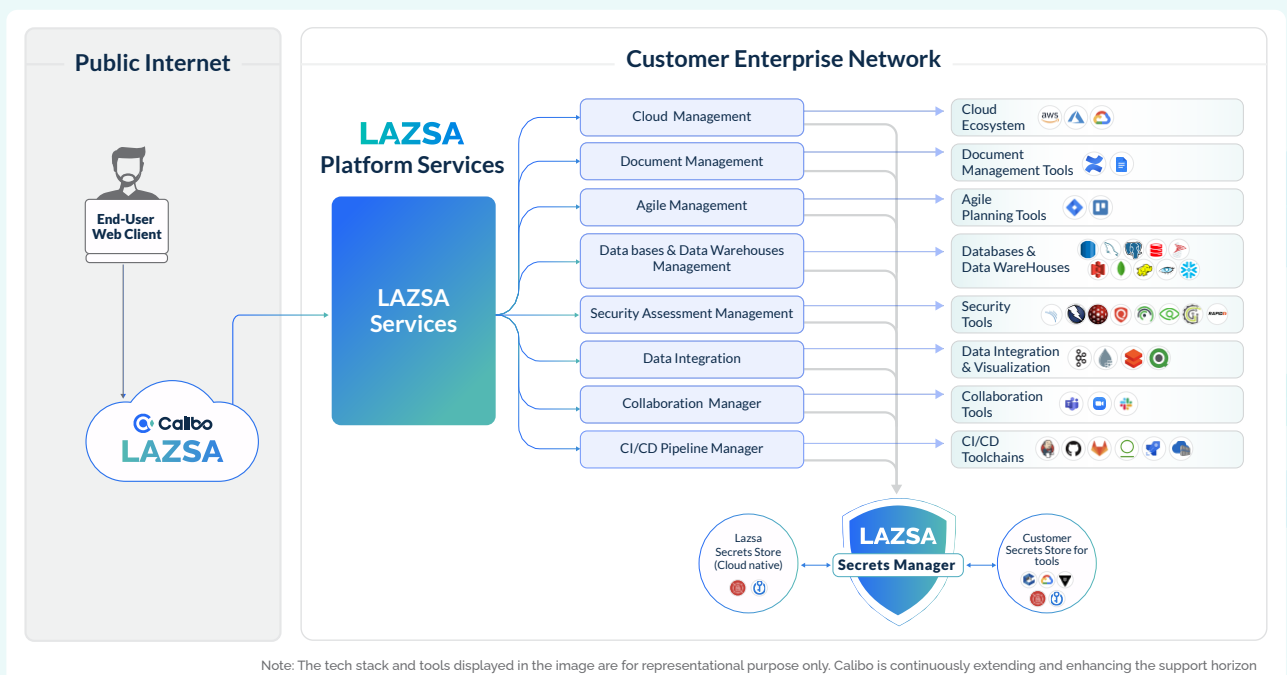 Public Internet
Customer Enterprise Network
LAZSA
Platform Services
End-User
Web Client
LAZSA
Services
Calibo
LAZSA
Cloud Management
Document Management
Agile Management
Data bases & Data Warehouses
Management
Security Assessment Management
Data Integration
Collaboration Manager
CI/CD Pipeline Manager
Cloud
Ecosystem
aws
Document
Management Tools
Agile
Planning Tools
Databases &
Data WareHouses
Security
Tools
RAPID7
Data Integration
& Visualization
Collaboration
Tools
CI/CD
Toolchains
Lazsa
Secrets Store
(Cloud native)
LAZSA
Secrets Manager
Customer
Secrets Store for
tools
Note: The tech stack and tools displayed in the image are for representational purpose only. Calibo is continuously extending and enhancing the support horizon